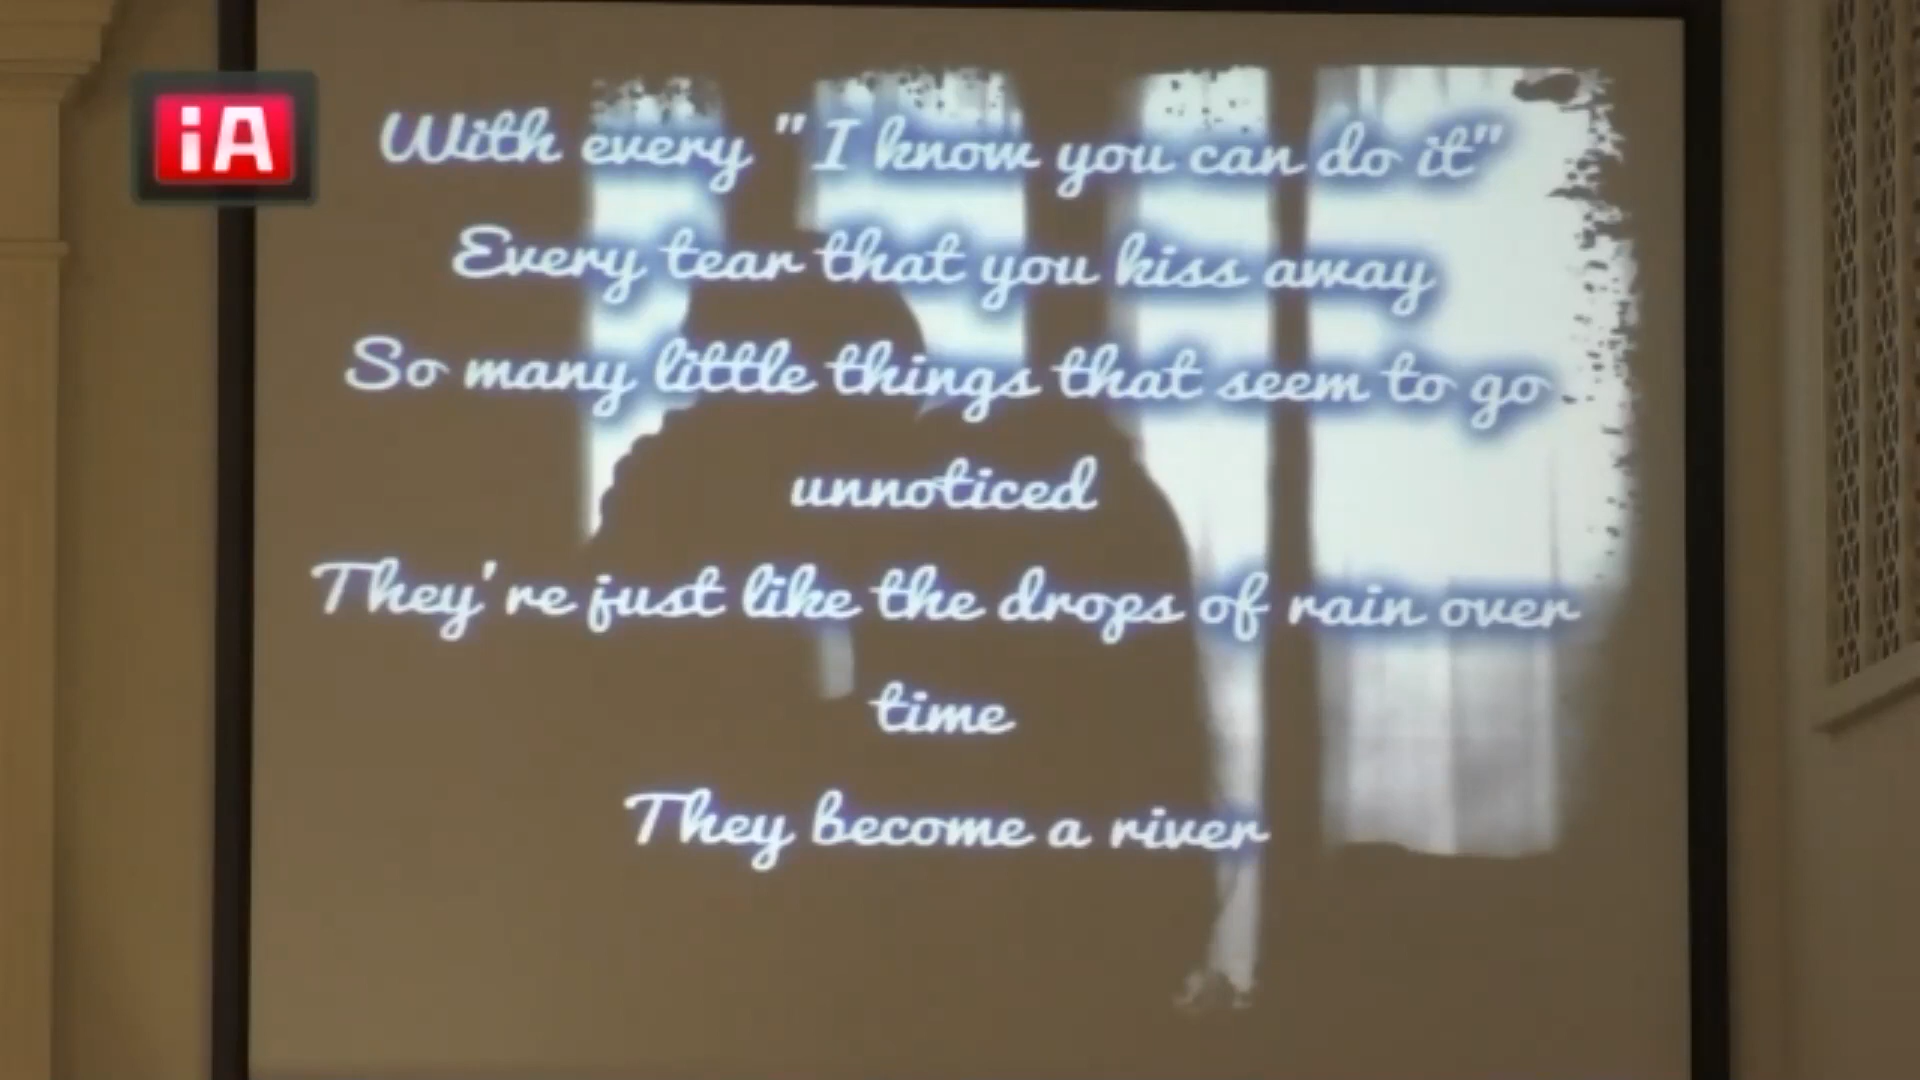 iA
With every "I know you can do it"
Every tear that you kiss away
So many little things that seem to go
unnoticed
They're just like the drops of rain over
time
They become a river